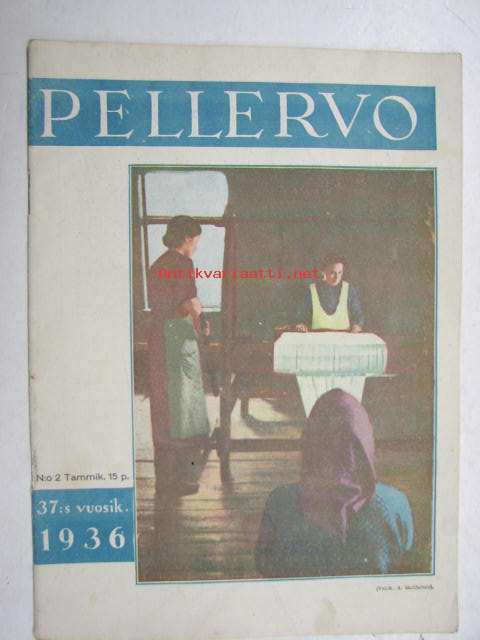 PELLERVO
Antikvariaatti.net
N:o 2 Tammik. 15 p.
37:s vuosik.
1936